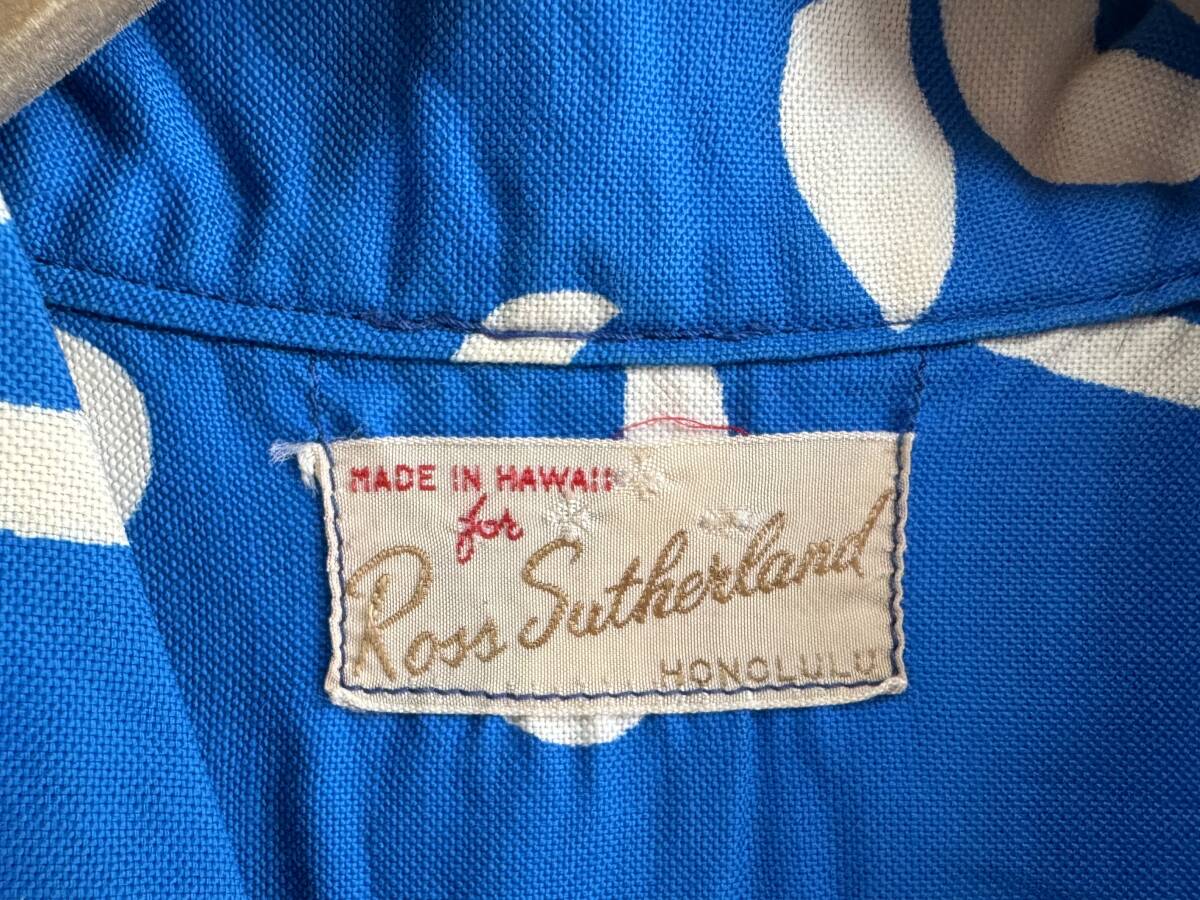 MADE IN HAWAII
for
Ross Sutherland
HONOLULU